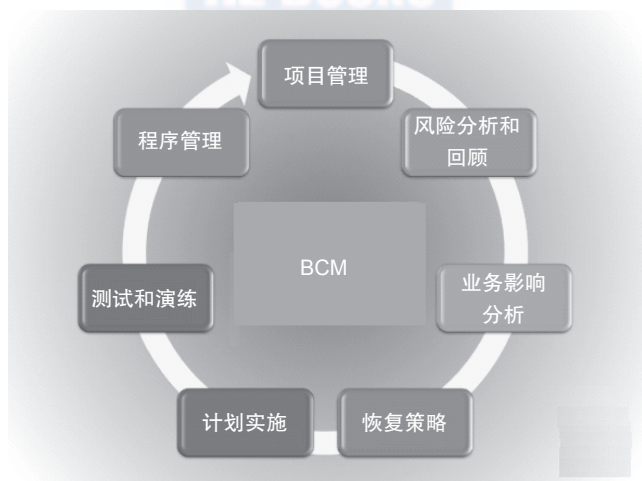 项目管理
风险分析和
回顾
业务影响
分析
恢复策略
计划实施
测试和演练
程序管理
BCM